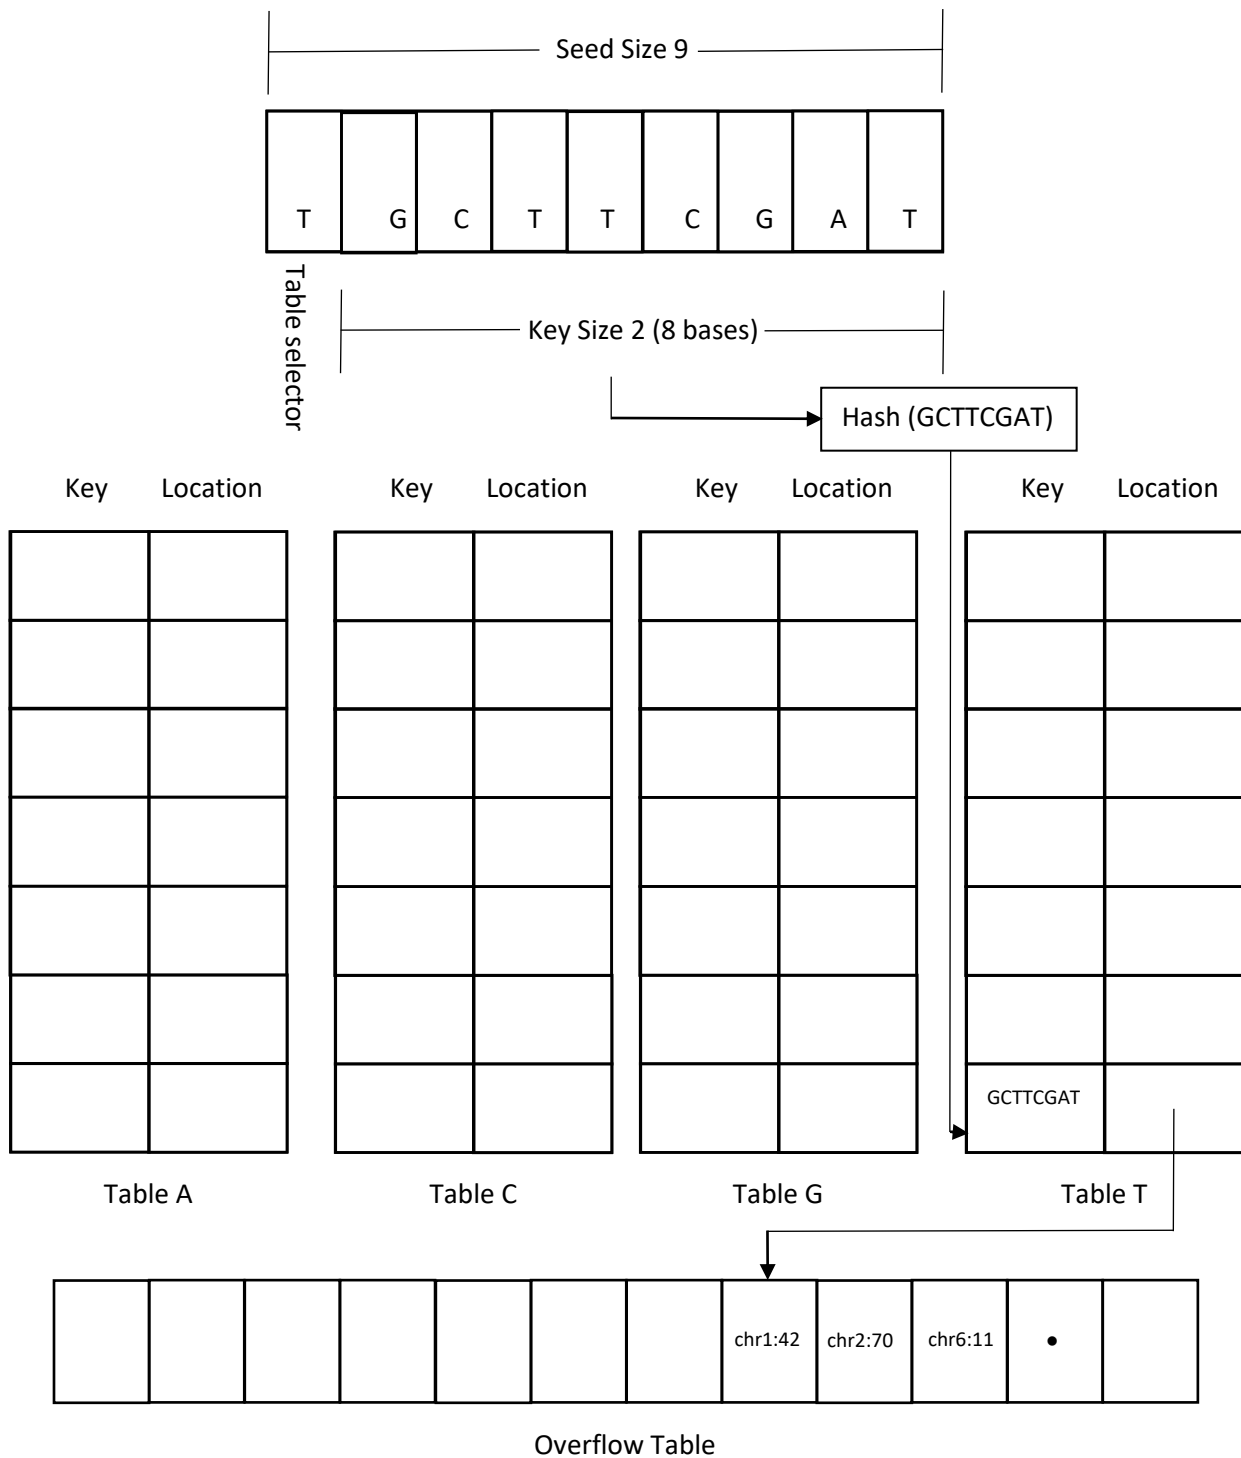 Seed Size 9
T G C T T C G A T
Table selector
Key Size 2 (8 bases)
Hash (GCTTCGAT)
Key Location Key Location Key Location Key Location
GCTTCGAT
Table A Table C Table G Table T
chr1:42 chr2:70 chr6:11 •
Overflow Table